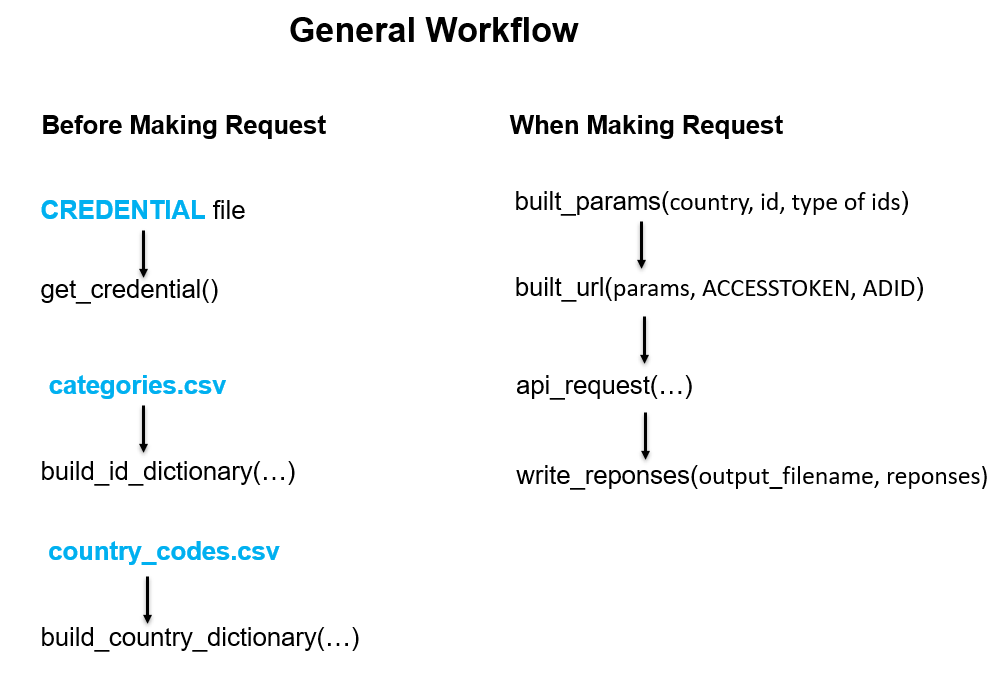 General Workflow
Before Making Request
CREDENTIAL file
get_credential()
categories.csv
build_id_dictionary(…)
country_codes.csv
build_country_dictionary(…)
When Making Request
built_params(country, id, type of ids)
built_url(params, ACCESSTOKEN, ADID)
api_request(…)
write_reponses(output_filename, reponses)